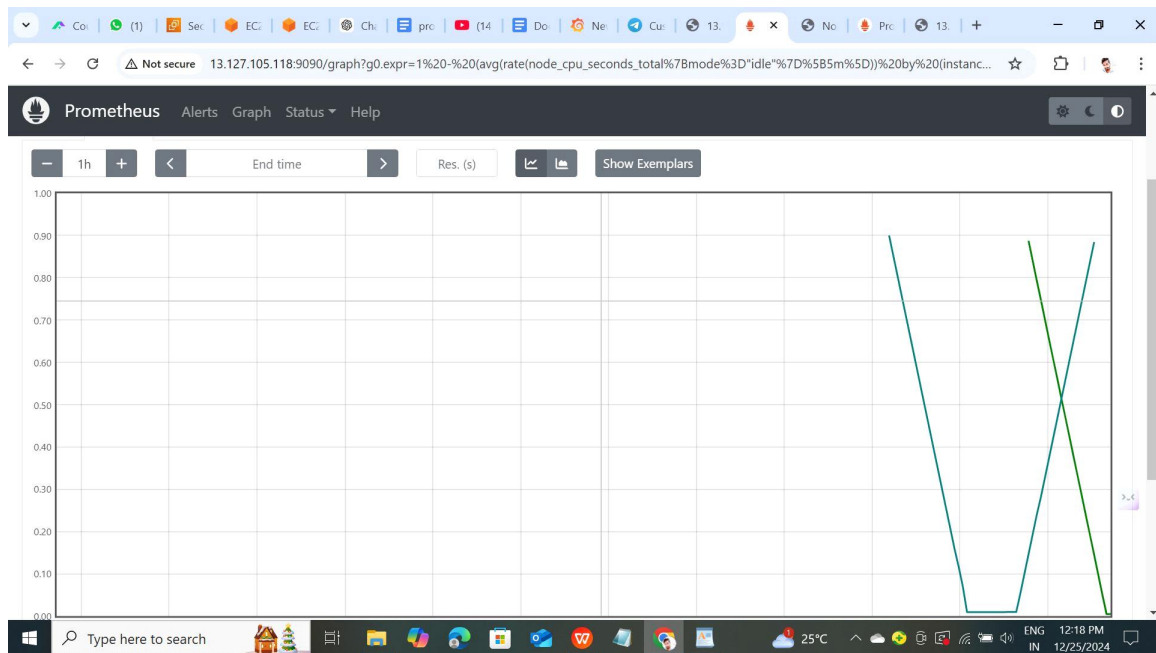 Co
(1)
Sec
EC2
EC2
Ch
pro
(14
Do
Ne
Cu
13.
No
Prc
13.
Not secure 13.127.105.118:9090/graph?g0.expr=1%20-%20(avg(rate(node_cpu_seconds_total%7Bmode%3D"idle"%7D%5B5m%5D))%20by%20(instanc...
Prometheus Alerts Graph Status Help
1h End time Res. (s) Show Exemplars
1.00
0.90
0.80
0.70
0.60
0.50
0.40
0.30
0.20
0.10
0.00
Type here to search
25°C
ENG
IN
12:18 PM
12/25/2024